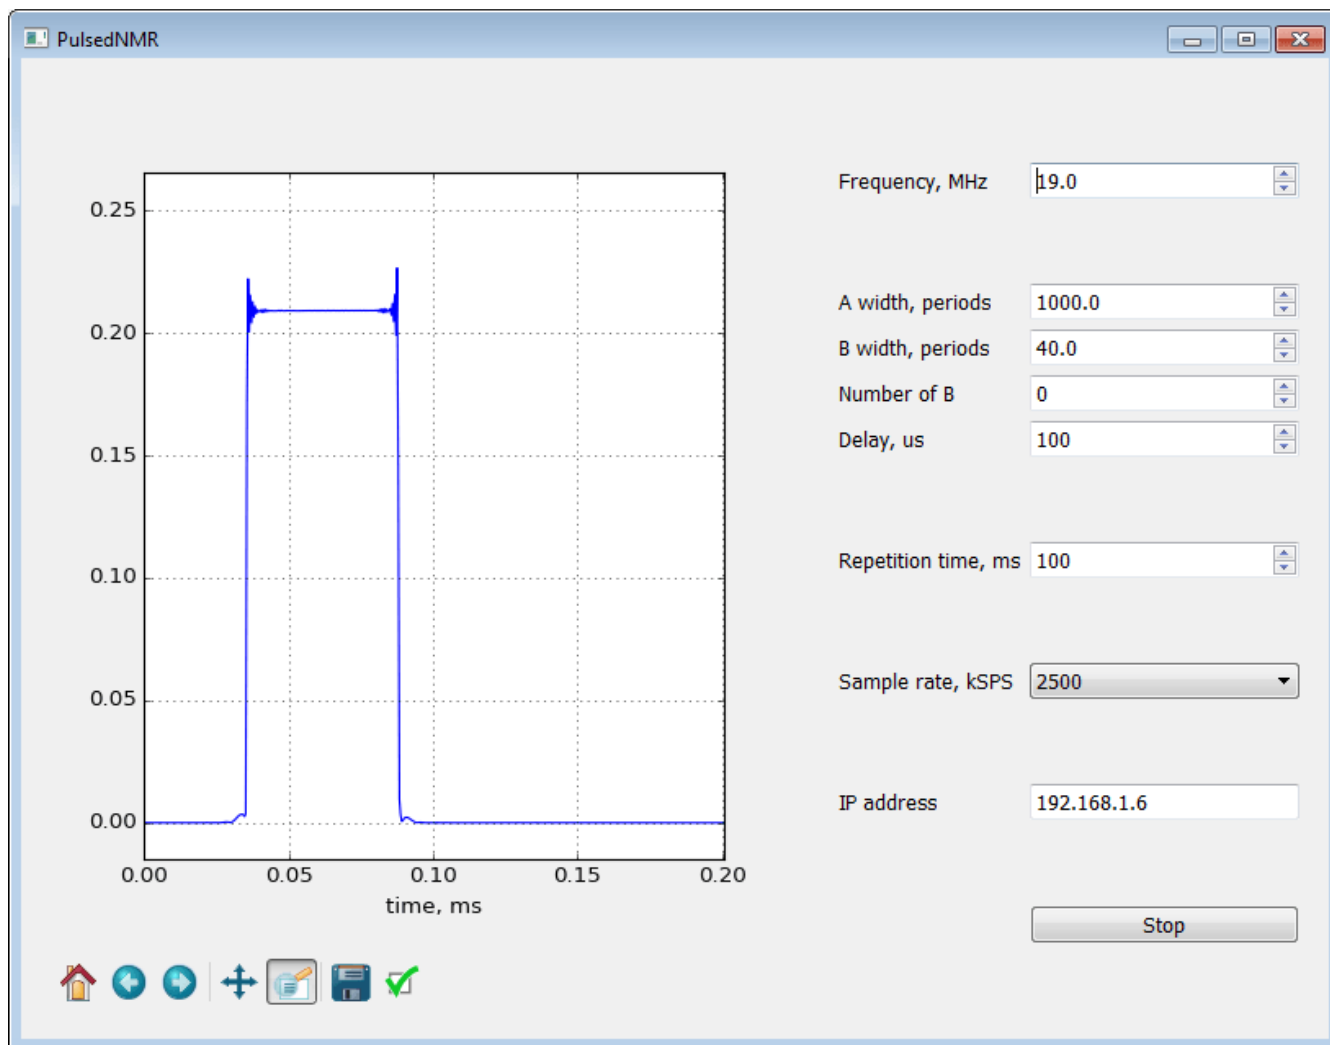 PulsedNMR
0.25
0.20
0.15
0.10
0.05
0.00
0.00 0.05 0.10 0.15 0.20
time, ms
Frequency, MHz 19.0
A width, periods 1000.0
B width, periods 40.0
Number of B 0
Delay, us 100
Repetition time, ms 100
Sample rate, kSPS 2500
IP address 192.168.1.6
Stop